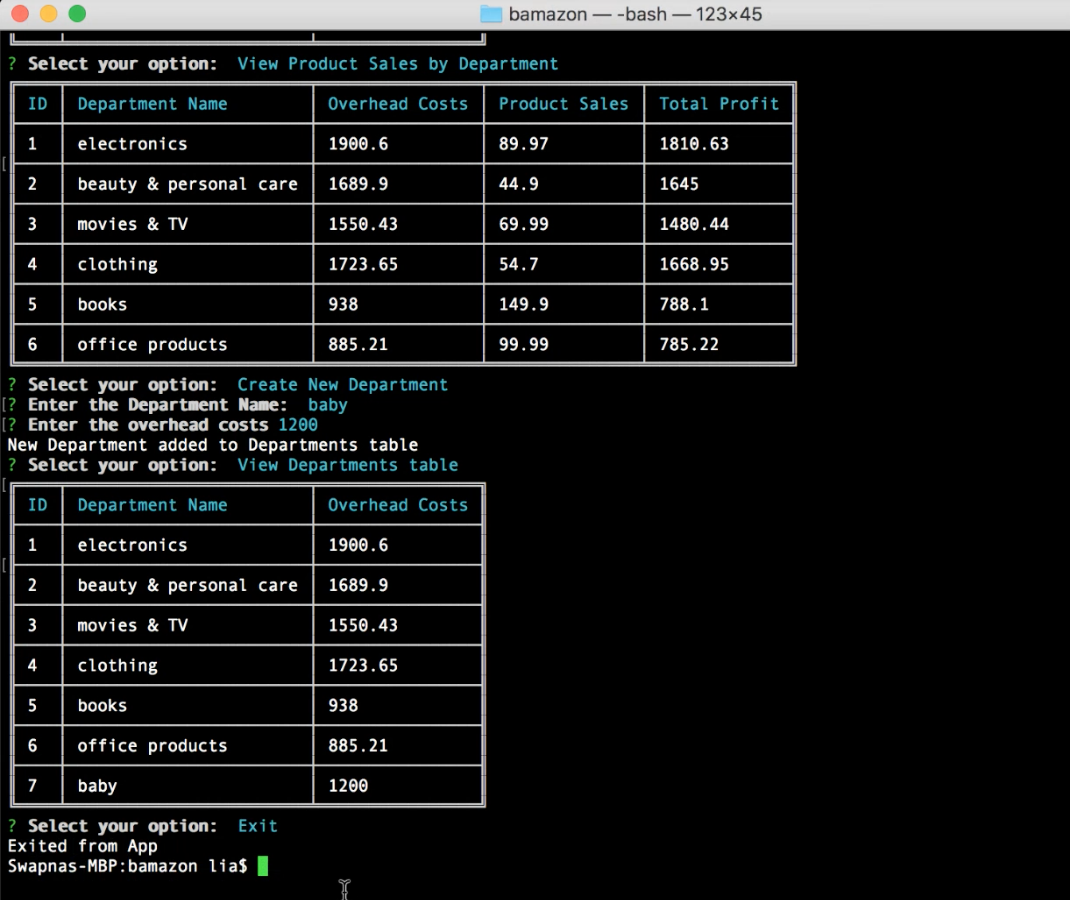 bamazon — -bash — 123×45
? Select your option: View Product Sales by Department
ID Department Name Overhead Costs Product Sales Total Profit
1 electronics 1900.6 89.97 1810.63
2 beauty & personal care 1689.9 44.9 1645
3 movies & TV 1550.43 69.99 1480.44
4 clothing 1723.65 54.7 1668.95
5 books 938 149.9 788.1
6 office products 885.21 99.99 785.22
? Select your option: Create New Department
[? Enter the Department Name: baby
[? Enter the overhead costs 1200
New Department added to Departments table
? Select your option: View Departments table
ID Department Name Overhead Costs
1 electronics 1900.6
2 beauty & personal care 1689.9
3 movies & TV 1550.43
4 clothing 1723.65
5 books 938
6 office products 885.21
7 baby 1200
? Select your option: Exit
Exited from App
Swapnas-MBP:bamazon lia$